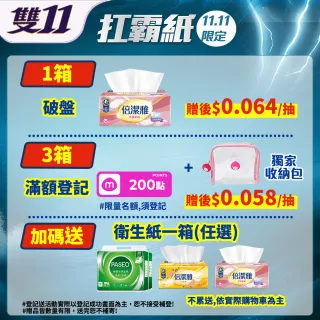 雙11 扛霸紙 11.11限定
1箱
破盤
倍潔雅
贈後$0.064/抽
3箱
滿額登記
m POINTS 200點
#限量名額,須登記
+
獨家
收納包
贈後$0.058/抽
加碼送
衛生紙一箱(任選)
PASEO
倍潔雅
倍潔雅
不累送,依實際購物車為主
#登記送活動實際以登記成功畫面為主，恕不接受補登!
#贈品皆數量有限，送完恕不補寄!